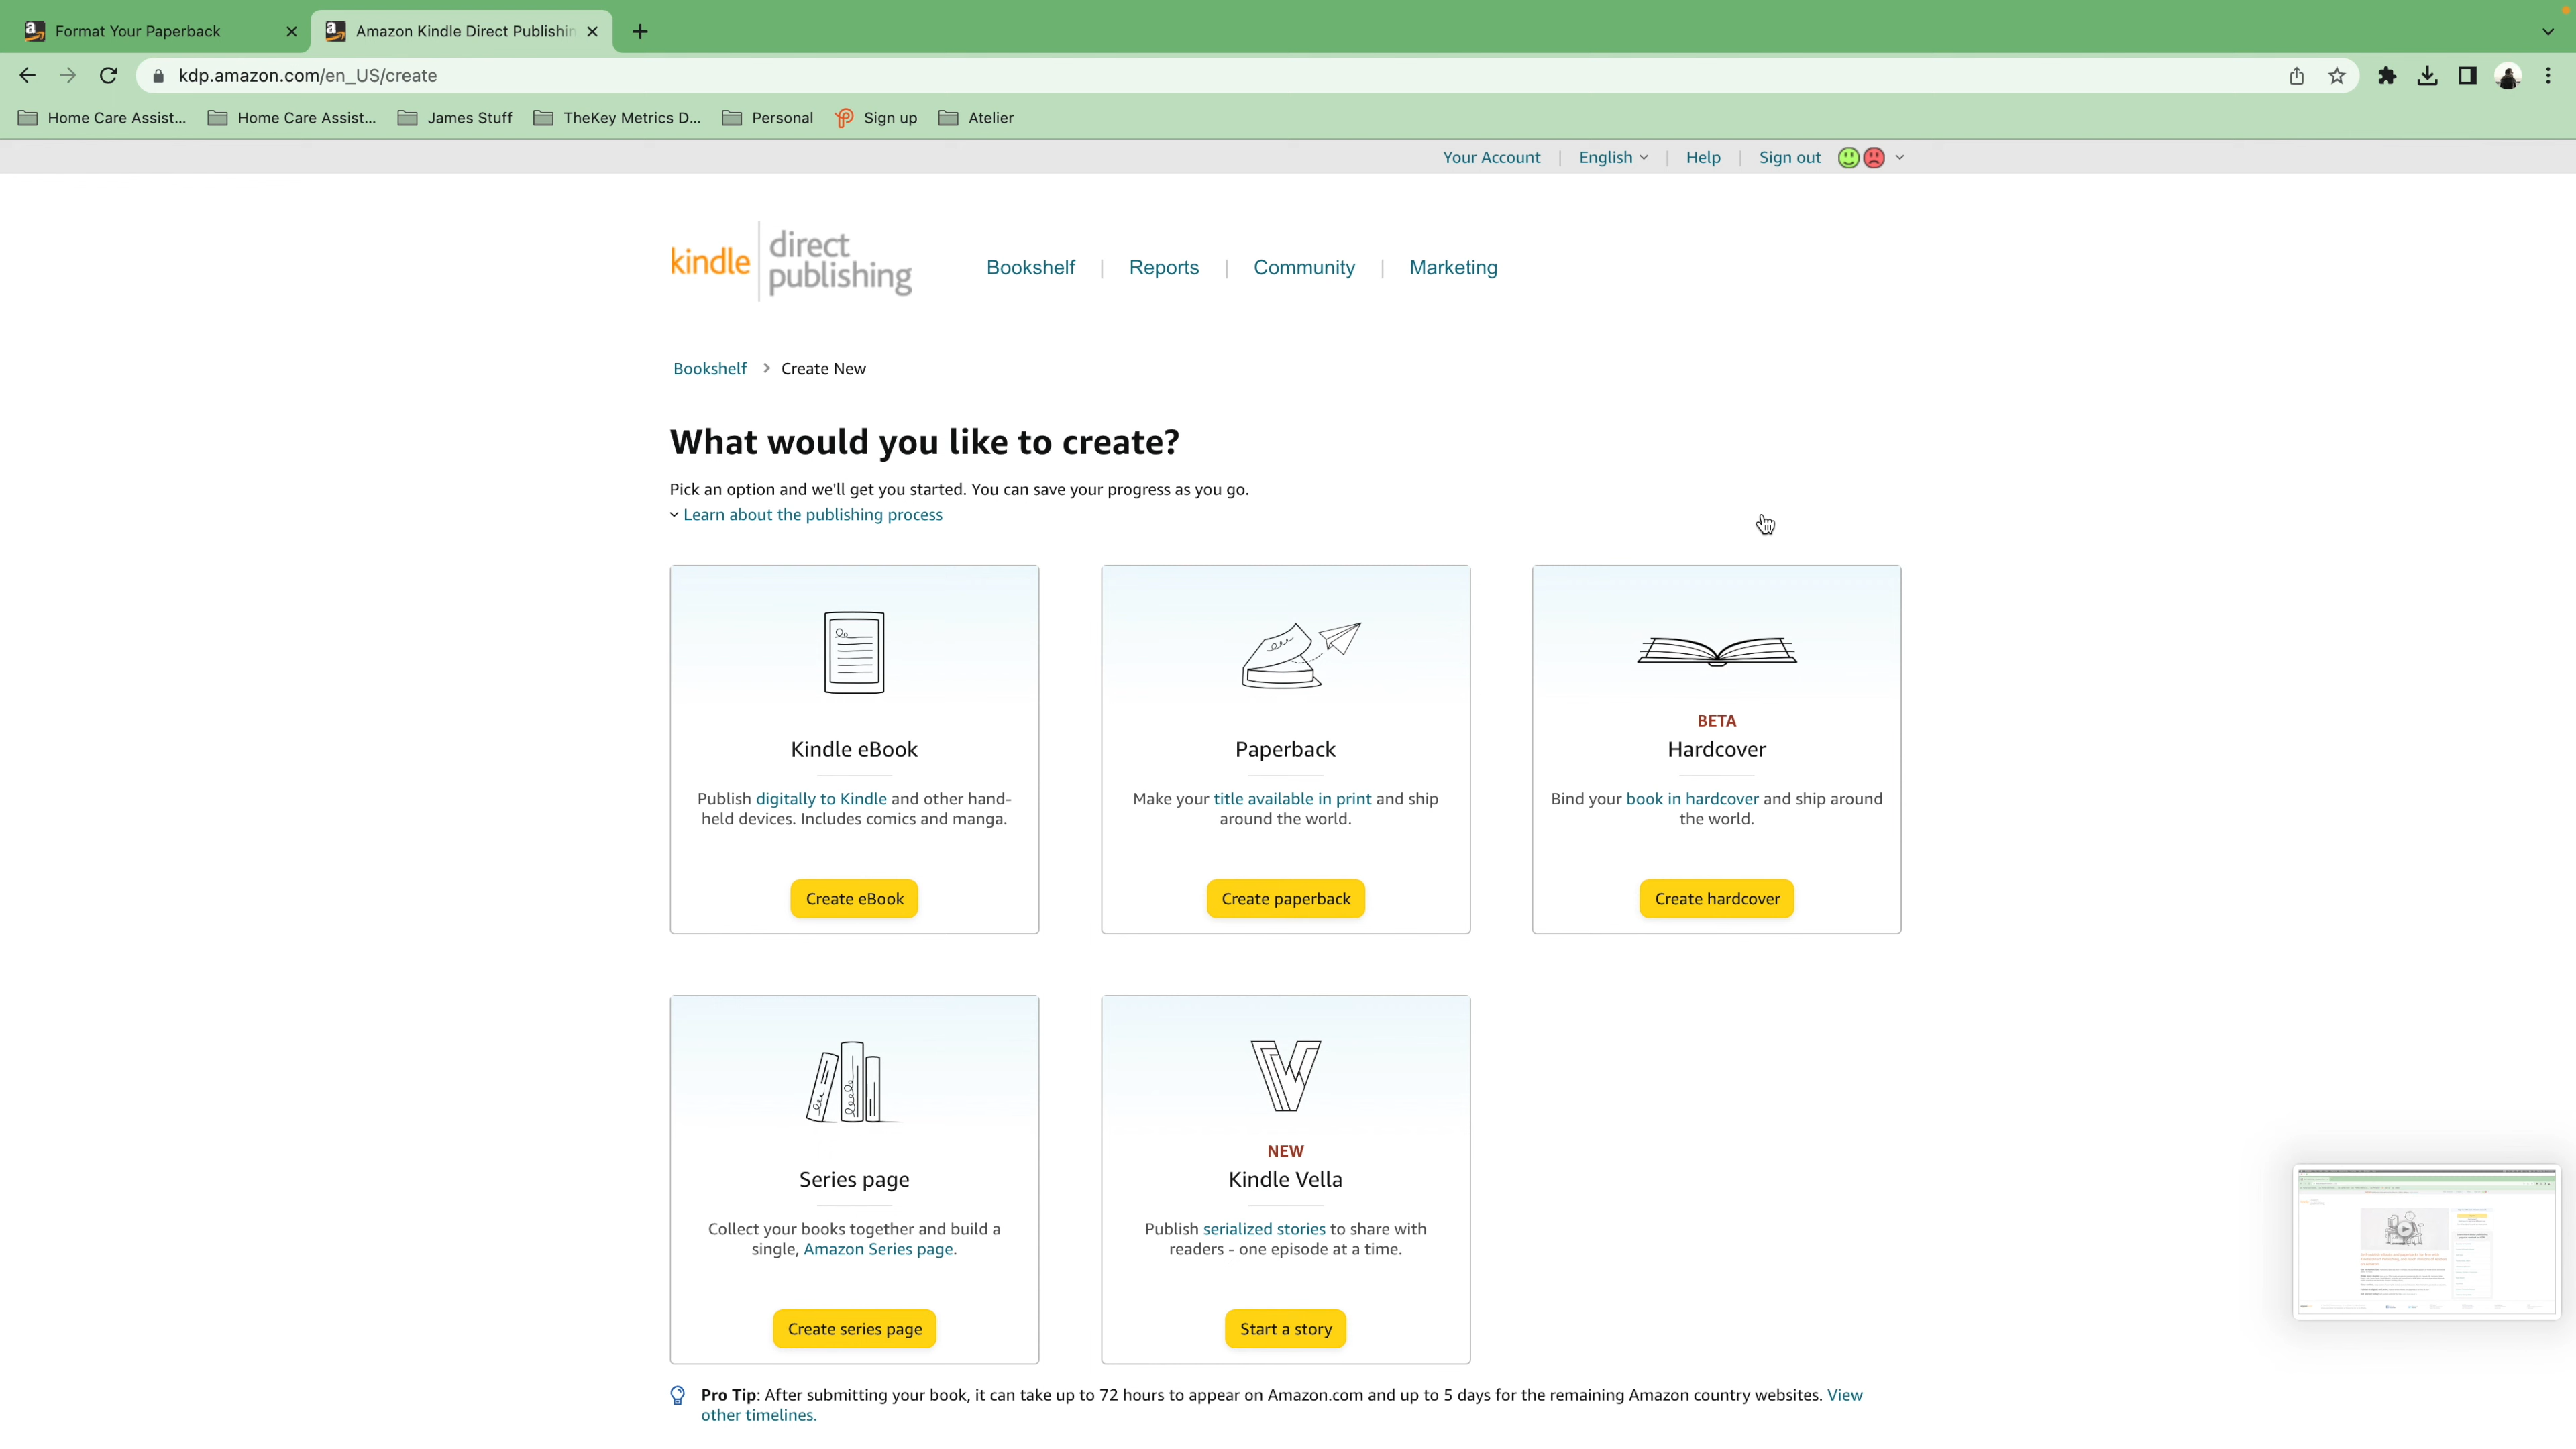 Format Your Paperback
Amazon Kindle Direct Publishin
kdp.amazon.com/en_US/create
Home Care Assist...
Home Care Assist...
James Stuff
TheKey Metrics D...
Personal
Sign up
Atelier
Your Account
English
Help
Sign out
kindle direct publishing
Bookshelf
Reports
Community
Marketing
Bookshelf > Create New
What would you like to create?
Pick an option and we'll get you started. You can save your progress as you go.
Learn about the publishing process
Kindle eBook
Publish digitally to Kindle and other hand-
held devices. Includes comics and manga.
Create eBook
Paperback
Make your title available in print and ship
around the world.
Create paperback
BETA
Hardcover
Bind your book in hardcover and ship around
the world.
Create hardcover
Series page
Collect your books together and build a
single, Amazon Series page.
Create series page
NEW
Kindle Vella
Publish serialized stories to share with
readers - one episode at a time.
Start a story
Pro Tip: After submitting your book, it can take up to 72 hours to appear on Amazon.com and up to 5 days for the remaining Amazon country websites. View
other timelines.